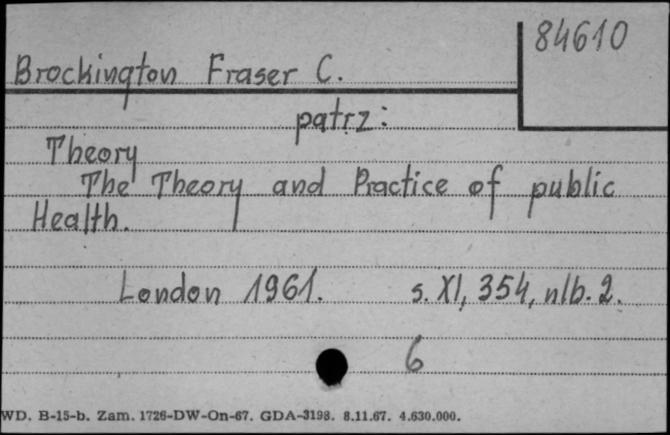 84610
Brockington Fraser C.
patrz:
Theory
The Theory and Practice of public
Health.
London 1961. s. XI, 354, nlb. 2.
6
WD. B-15-b. Zam. 1726-DW-On-67. GDA-3198. 8.11.67. 4.630.000.